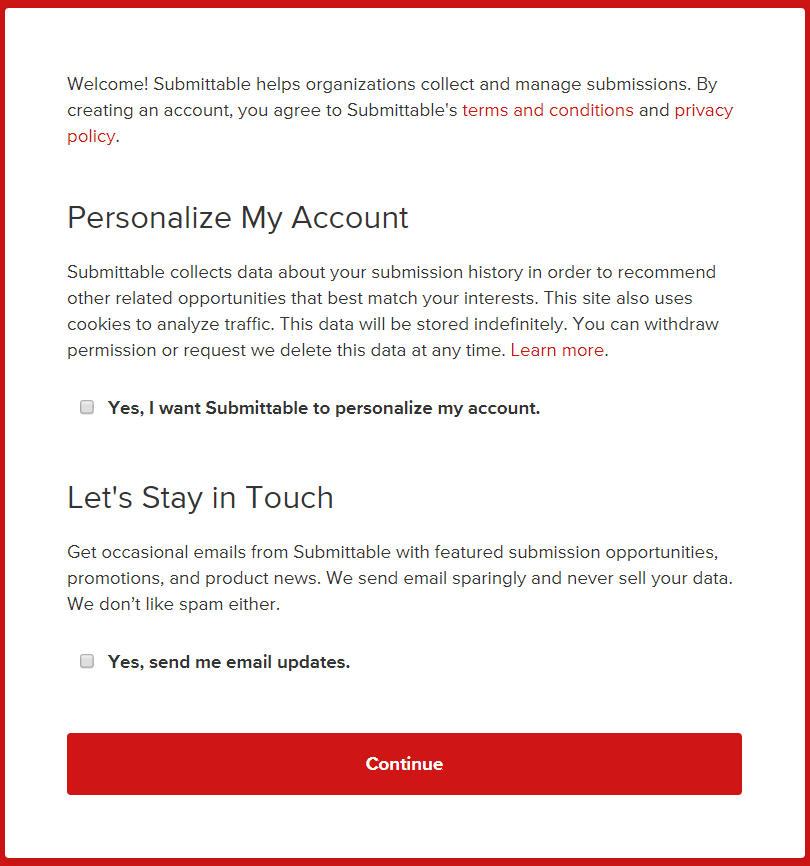 Welcome! Submittable helps organizations collect and manage submissions. By
creating an account, you agree to Submittable's terms and conditions and privacy
policy.
Personalize My Account
Submittable collects data about your submission history in order to recommend
other related opportunities that best match your interests. This site also uses
cookies to analyze traffic. This data will be stored indefinitely. You can withdraw
permission or request we delete this data at any time. Learn more.
Yes, I want Submittable to personalize my account.
Let's Stay in Touch
Get occasional emails from Submittable with featured submission opportunities,
promotions, and product news. We send email sparingly and never sell your data.
We don’t like spam either.
Yes, send me email updates.
Continue